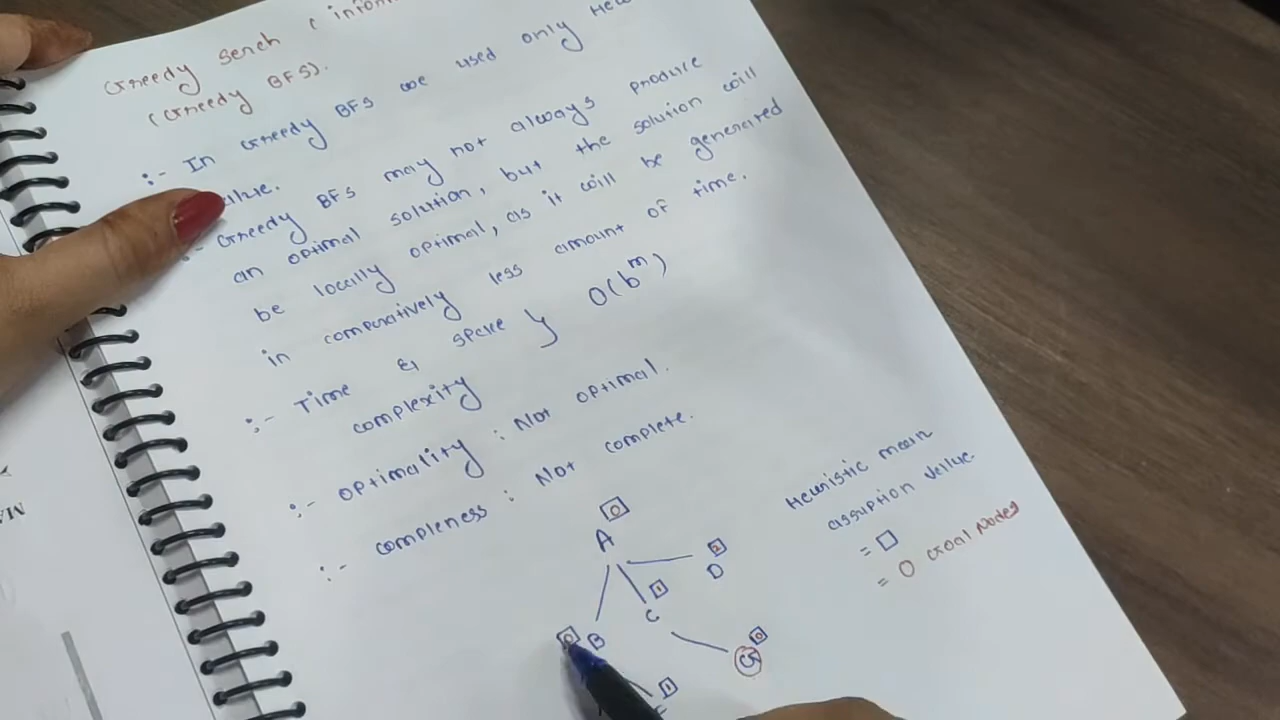 Greedy Serch (
(Greedy BFS).
:- In Greedy BFS we used only
value.
:- Greedy BFS may not always produce
an optimal solution, but the solution will
be locally optimal, as it will be generated
in comparatively less amount of time.
:- Time & space } O(b^m)
complexity
:- optimality : Not optimal.
:- compleness : Not complete.
Heuristic mean
assuption vellue.
= □
= O Goal Nodes
A
D
C
B
G
MA